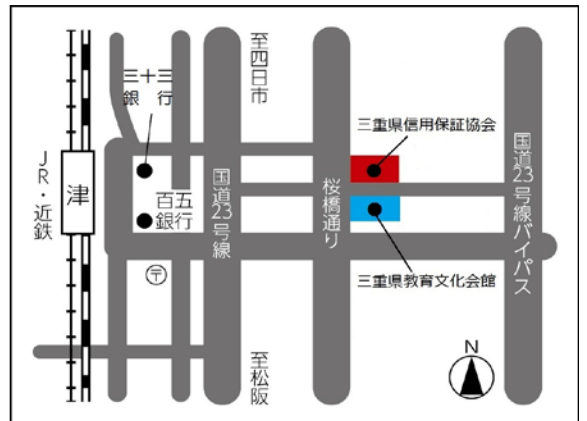 至四日市
三十三
銀　行
三重県信用保証協会
JR・近鉄
津
百五
銀行
国道23号線
桜橋通り
国道23号線バイパス
〒
三重県教育文化会館
至松阪
N